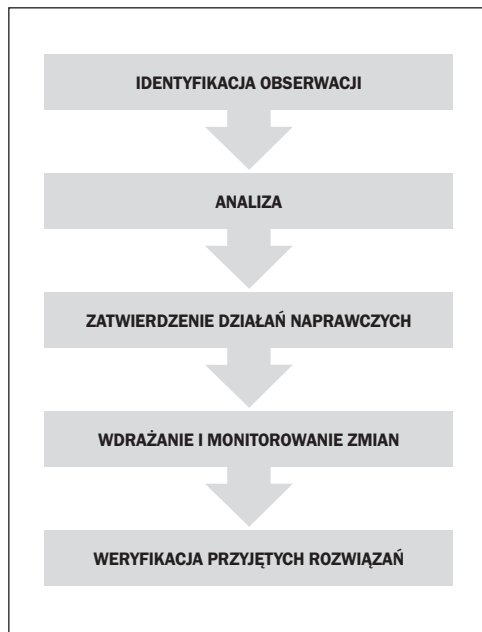 IDENTYFIKACJA OBSERWACJI
ANALIZA
ZATWIERDZENIE DZIAŁAŃ NAPRAWCZYCH
WDRAŻANIE I MONITOROWANIE ZMIAN
WERYFIKACJA PRZYJĘTYCH ROZWIĄZAŃ